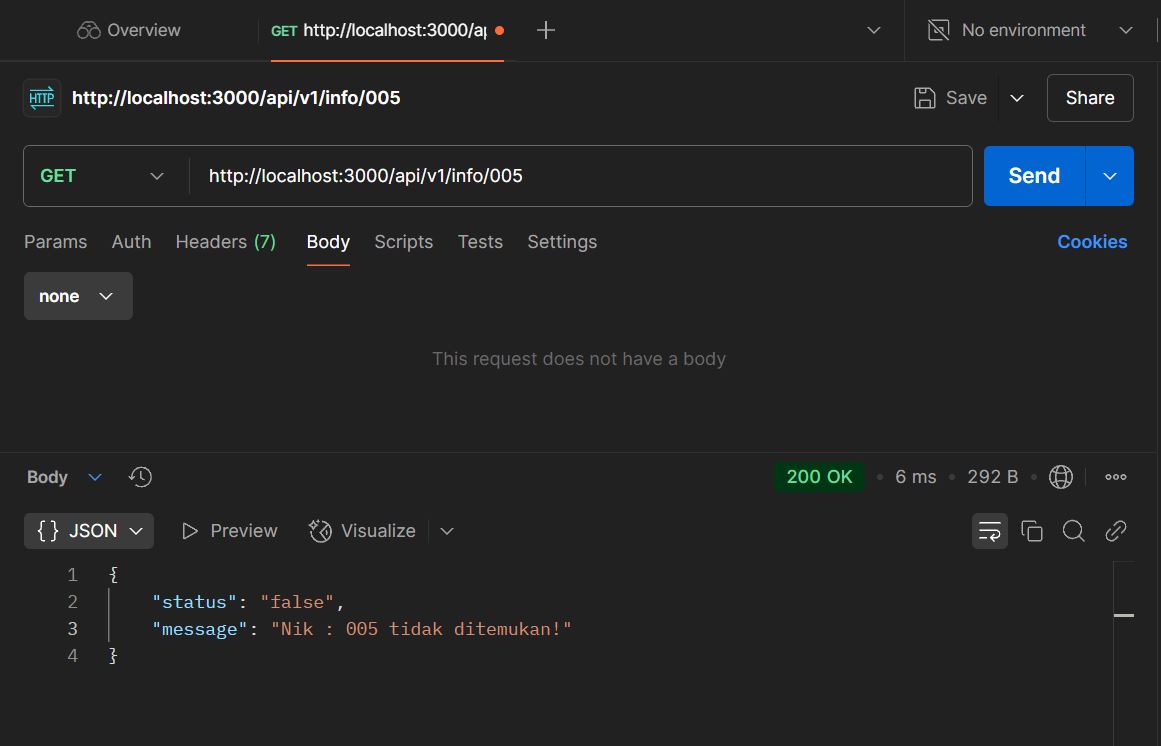 Overview
GET http://localhost:3000/ap
No environment
HTTP http://localhost:3000/api/v1/info/005
Save
Share
GET
http://localhost:3000/api/v1/info/005
Send
Params Auth Headers (7) Body Scripts Tests Settings
Cookies
none
This request does not have a body
Body
200 OK • 6 ms • 292 B •
{} JSON
Preview
Visualize
1 {
2 "status": "false",
3 "message": "Nik : 005 tidak ditemukan!"
4 }